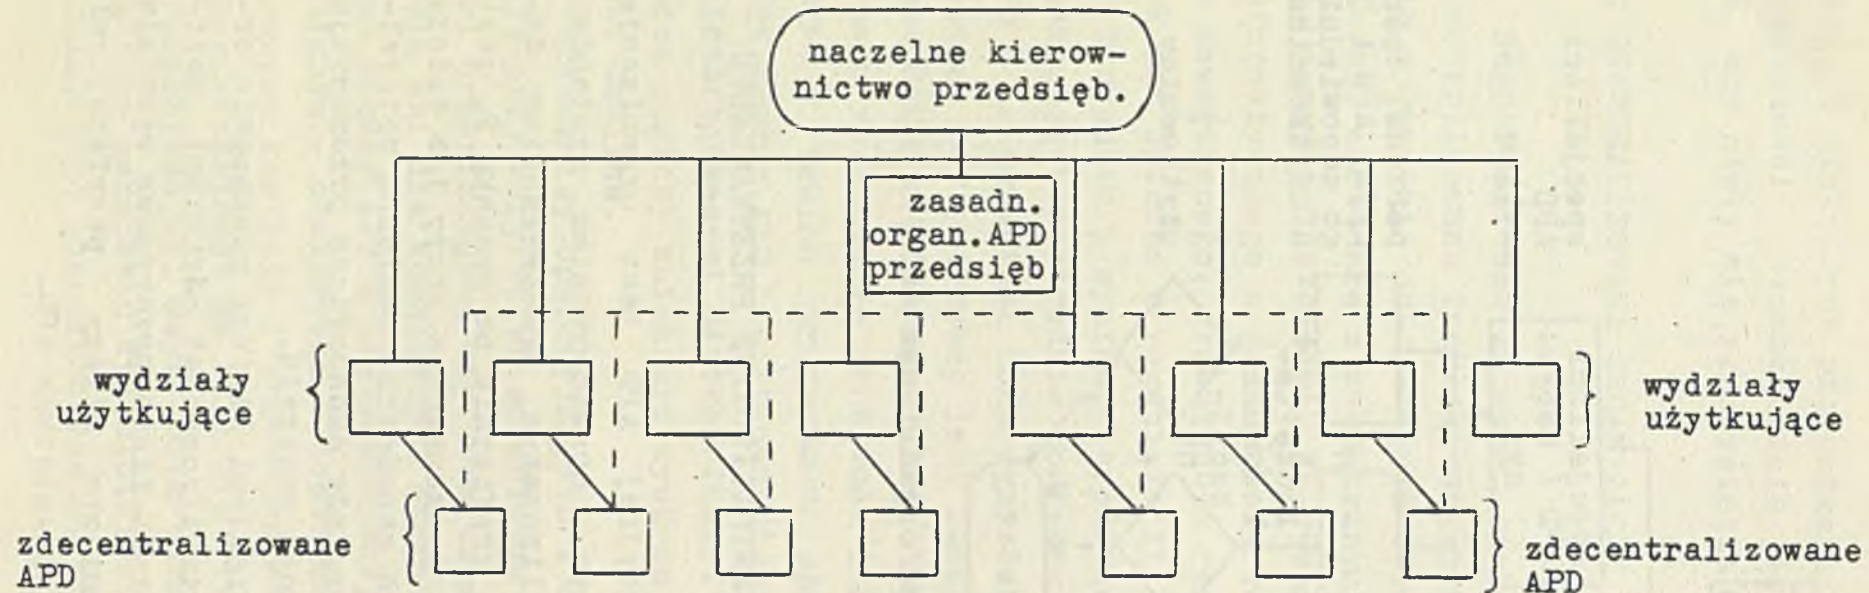 naczelne kierow-
nictwo przedsięb.
zasadn.
organ.APD
przedsięb
wydziały
użytkujące
wydziały
użytkujące
zdecentralizowane
APD
zdecentralizowane
APD